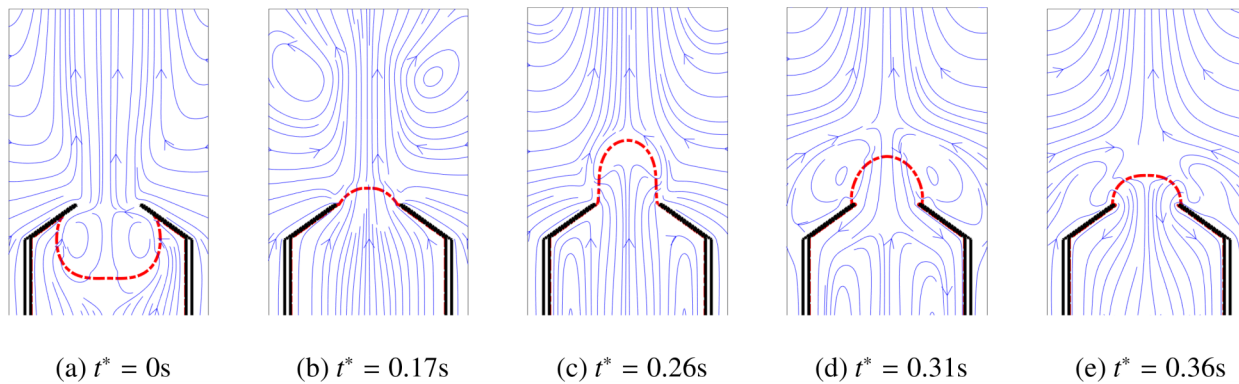 (a) t* = 0s (b) t* = 0.17s (c) t* = 0.26s (d) t* = 0.31s (e) t* = 0.36s